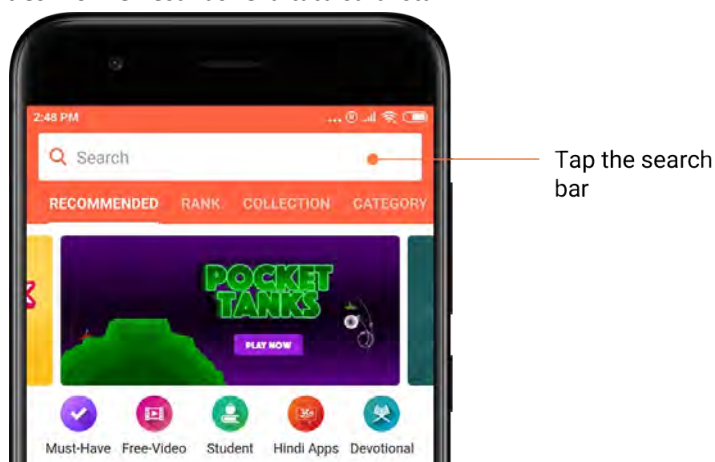 2:48 PM
Search
Tap the search
bar
RECOMMENDED RANK COLLECTION CATEGORY
POCKET
TANKS
PLAY NOW
Must-Have Free-Video Student Hindi Apps Devotional